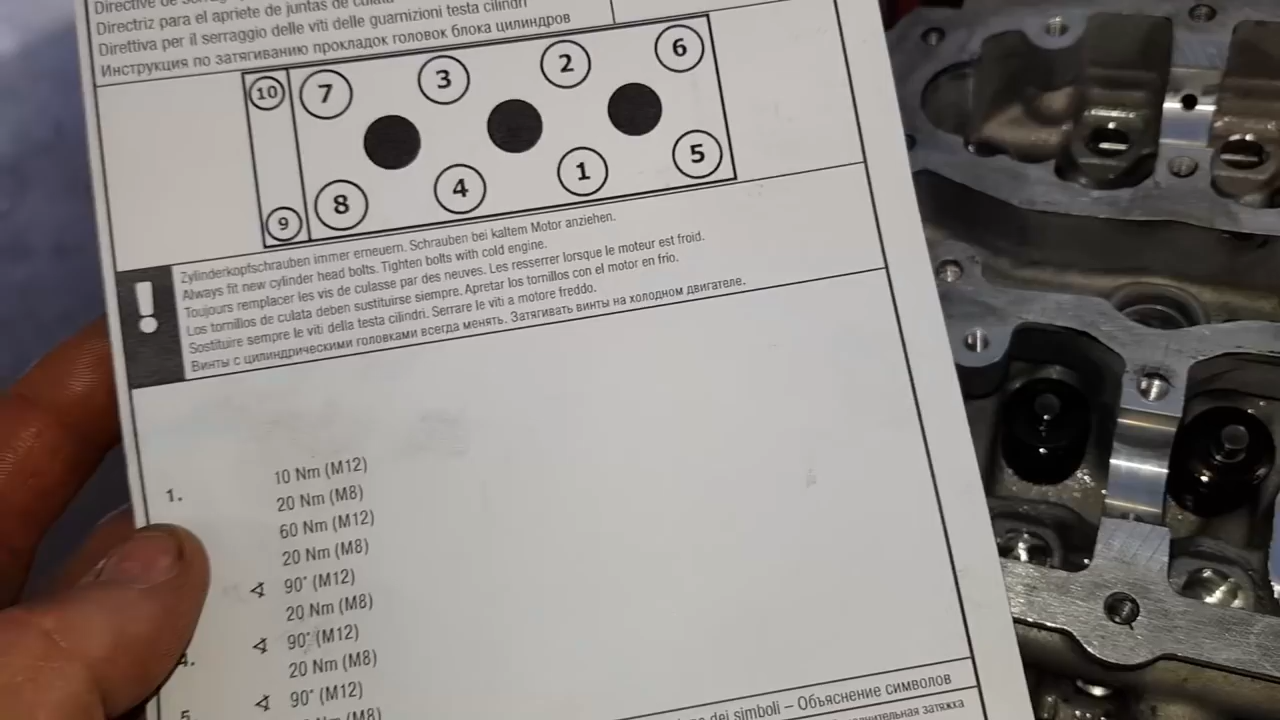 Directriz para el apriete de juntas de culata
Direttiva per il serraggio delle viti delle guarnizioni testa cilindri
Инструкция по затягиванию прокладок головок блока цилиндров
10 7 3 2 6
9 8 4 1 5
!
Zylinderkopfschrauben immer erneuern. Schrauben bei kaltem Motor anziehen.
Always fit new cylinder head bolts. Tighten bolts with cold engine.
Toujours remplacer les vis de culasse par des neuves. Les resserrer lorsque le moteur est froid.
Los tornillos de culata deben sustituirse siempre. Apretar los tornillos con el motor en frío.
Sostituire sempre le viti della testa cilindri. Serrare le viti a motore freddo.
Винты с цилиндрическими головками всегда менять. Затягивать винты на холодном двигателе.
1. 10 Nm (M12)
20 Nm (M8)
60 Nm (M12)
20 Nm (M8)
∢ 90° (M12)
20 Nm (M8)
4. ∢ 90° (M12)
20 Nm (M8)
5. ∢ 90° (M12)
Nm (M8)
dei simboli – Объяснение символов
затяжка